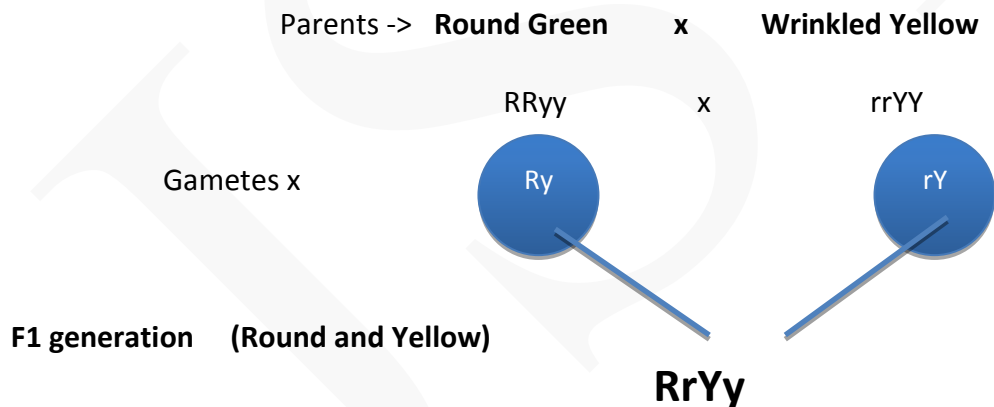 Parents -> Round Green x Wrinkled Yellow
RRyy x rrYY
Gametes x Ry rY
F1 generation (Round and Yellow)
RrYy